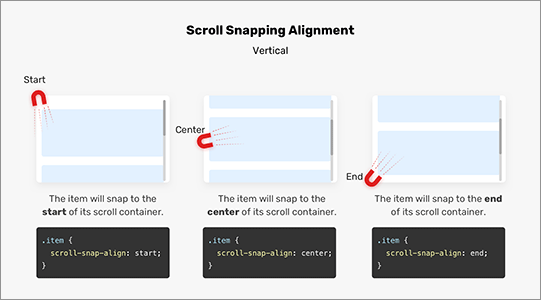 Scroll Snapping Alignment
Vertical
Start
Center
End
The item will snap to the
start of its scroll container.
The item will snap to the
center of its scroll container.
The item will snap to the end
of its scroll container.
.item {
scroll-snap-align: start;
}
.item {
scroll-snap-align: center;
}
.item {
scroll-snap-align: end;
}